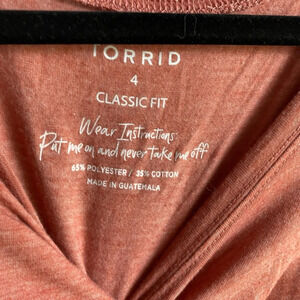 TORRID
4
CLASSIC FIT
Wear Instructions:
Put me on and never take me off
65% POLYESTER / 35% COTTON
MADE IN GUATEMALA